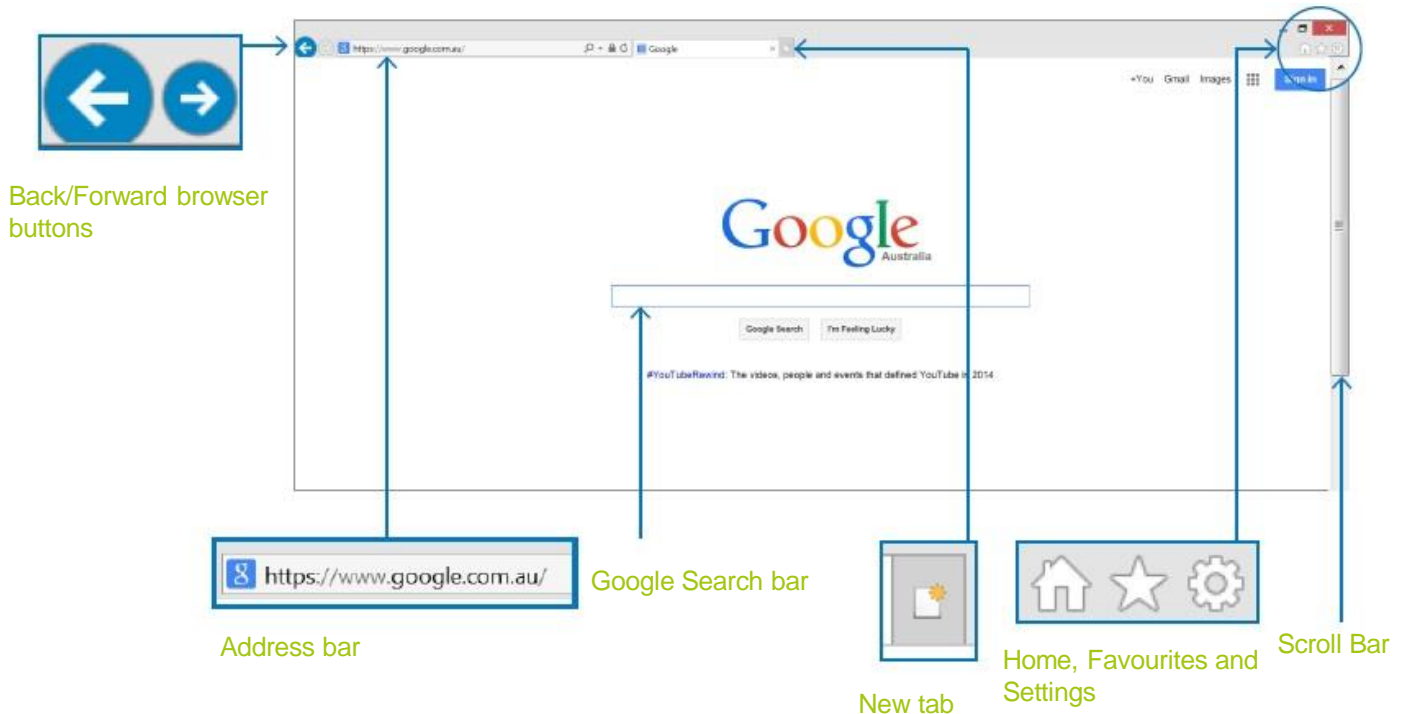 https://www.google.com.au/
Google
+You Gmail Images
Sign in
Back/Forward browser
buttons
Google
Australia
Google Search I'm Feeling Lucky
#YouTubeRewind: The videos, people and events that defined YouTube in 2014
https://www.google.com.au/
Google Search bar
Address bar
New tab
Home, Favourites and
Settings
Scroll Bar